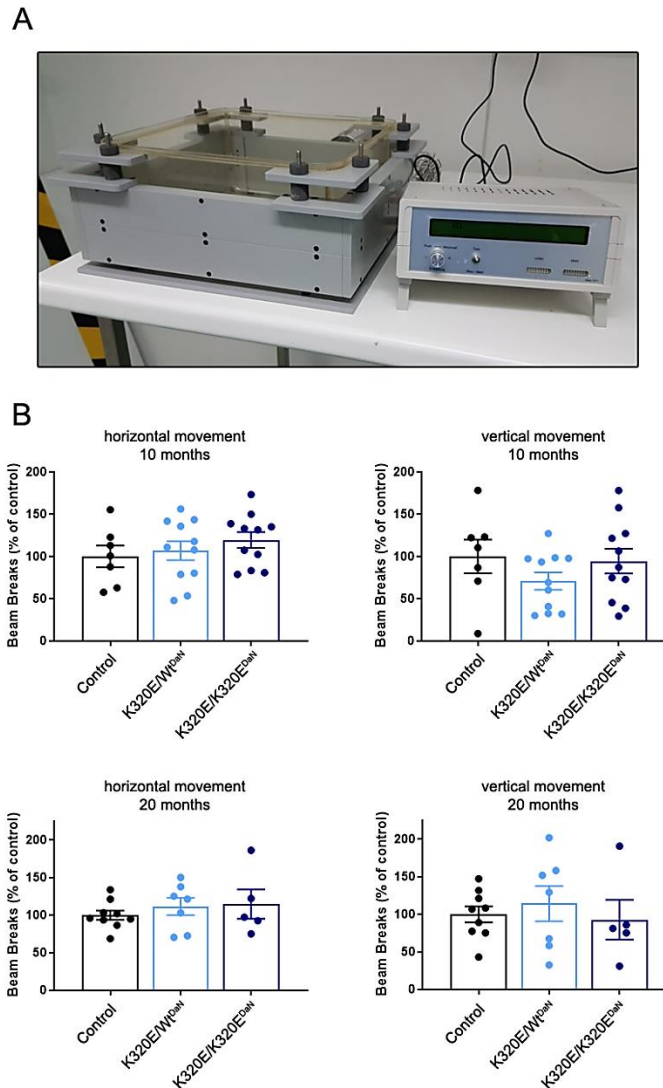 A
B
horizontal movement
10 months
Beam Breaks (% of control)
200
150
100
50
0
Control
K320E/Wt^DaN
K320E/K320E^DaN
vertical movement
10 months
Beam Breaks (% of control)
200
150
100
50
0
Control
K320E/Wt^DaN
K320E/K320E^DaN
horizontal movement
20 months
Beam Breaks (% of control)
200
150
100
50
0
Control
K320E/Wt^DaN
K320E/K320E^DaN
vertical movement
20 months
Beam Breaks (% of control)
200
150
100
50
0
Control
K320E/Wt^DaN
K320E/K320E^DaN